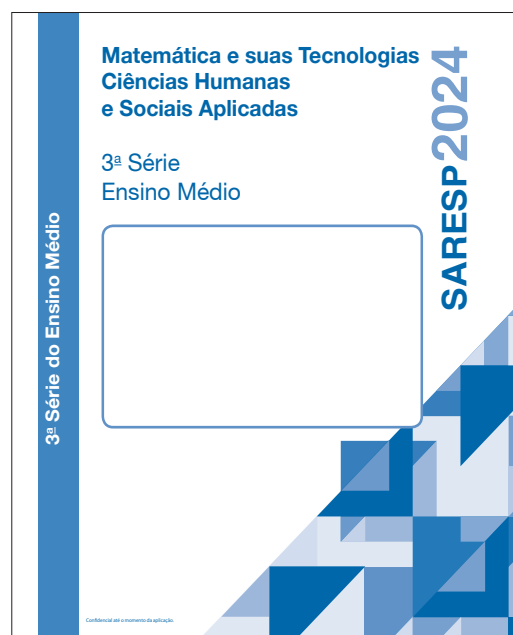 Matemática e suas Tecnologias
Ciências Humanas
e Sociais Aplicadas
3ª Série
Ensino Médio
SARESP2024
3ª Série do Ensino Médio
Confidencial até o momento da aplicação.